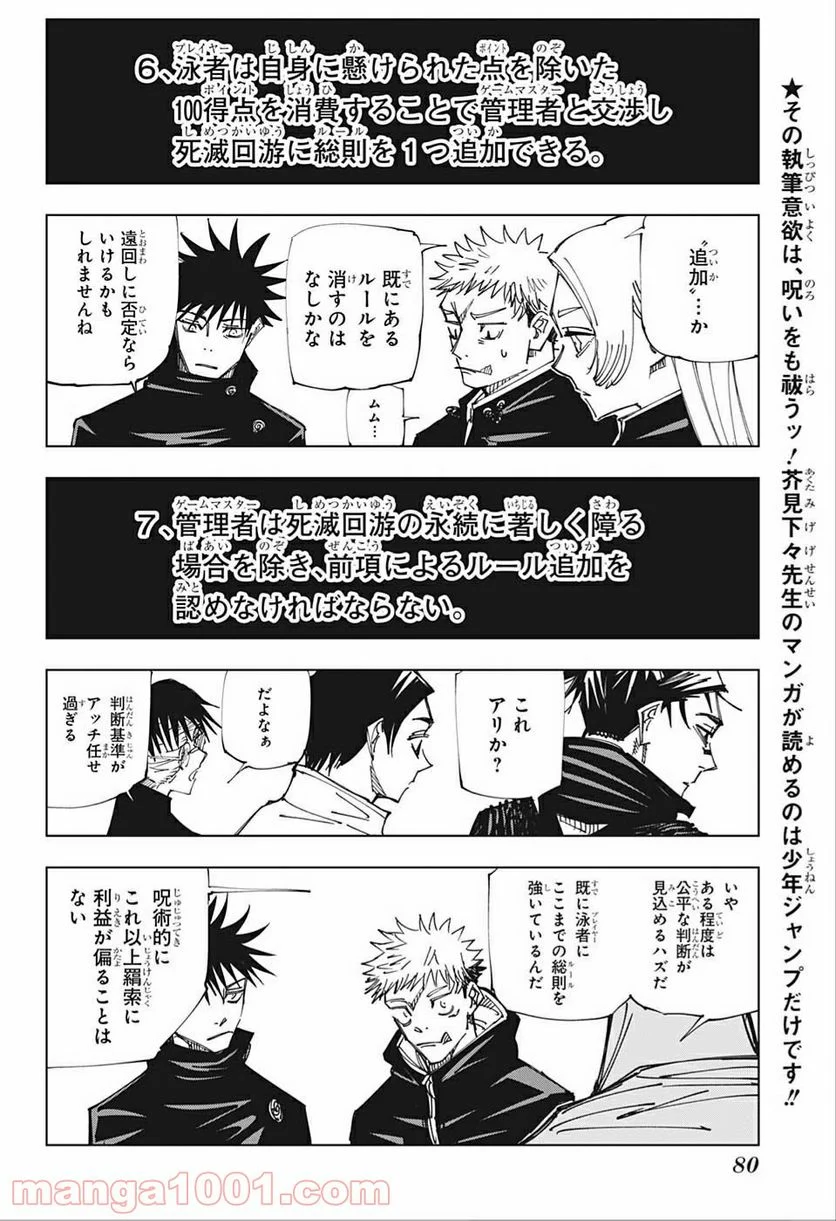 ★その執筆意欲は、呪いをも祓うッ！芥見下々先生のマンガが読めるのは少年ジャンプだけです!!
6、泳者は自身に懸けられた点を除いた
100得点を消費することで管理者と交渉し
死滅回游に総則を1つ追加できる。
〝追加〟…か
既にある
ルールを
消すのは
なしかな
ムム…
遠回しに否定なら
いけるかも
しれませんね
7、管理者は死滅回游の永続に著しく障る
場合を除き、前項によるルール追加を
認めなければならない。
これ
アリか？
だよなぁ
判断基準が
アッチ任せ
過ぎる
いや
ある程度は
公平な判断が
見込めるハズだ
既に泳者に
ここまでの総則を
強いているんだ
呪術的に
これ以上羂索に
利益が偏ることは
ない
80
manga1001.com